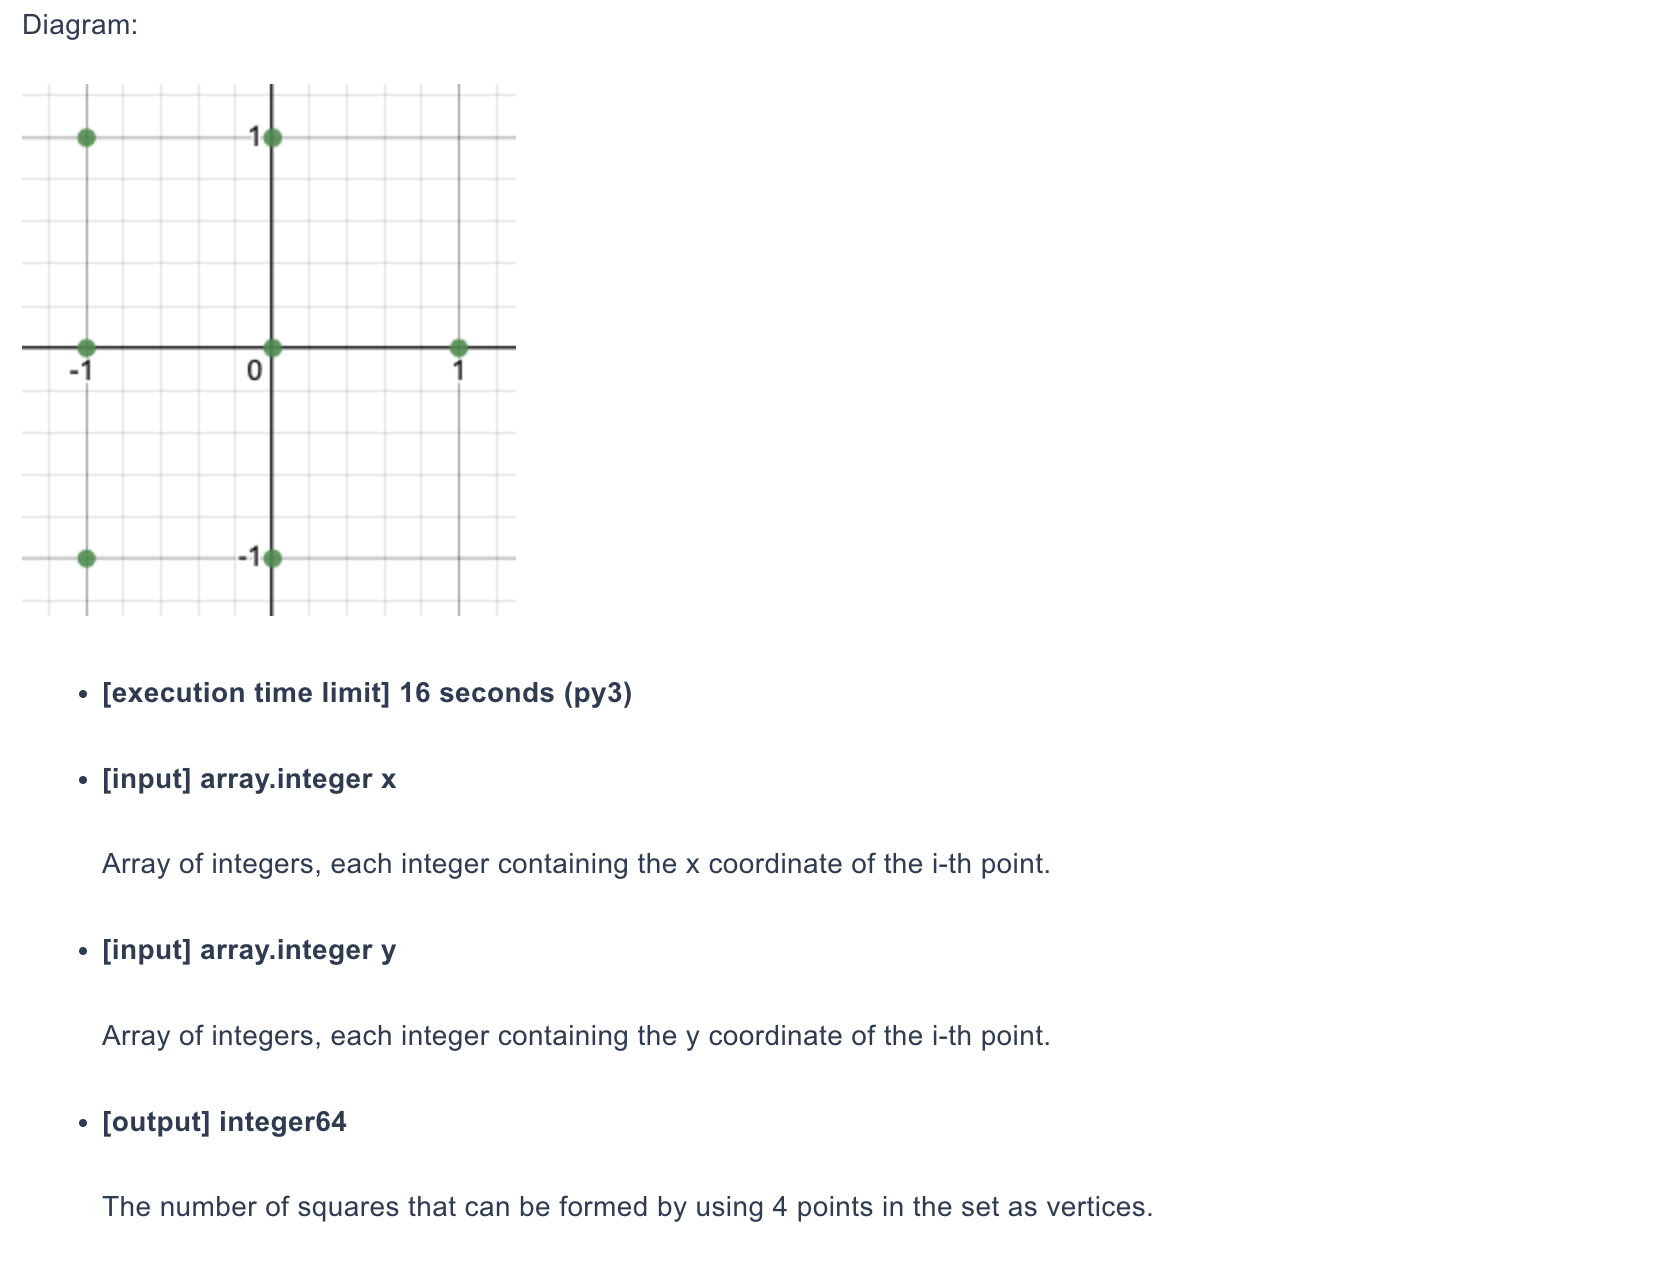 Diagram:
1
-1
0
1
-1
• [execution time limit] 16 seconds (py3)
• [input] array.integer x
Array of integers, each integer containing the x coordinate of the i-th point.
• [input] array.integer y
Array of integers, each integer containing the y coordinate of the i-th point.
• [output] integer64
The number of squares that can be formed by using 4 points in the set as vertices.